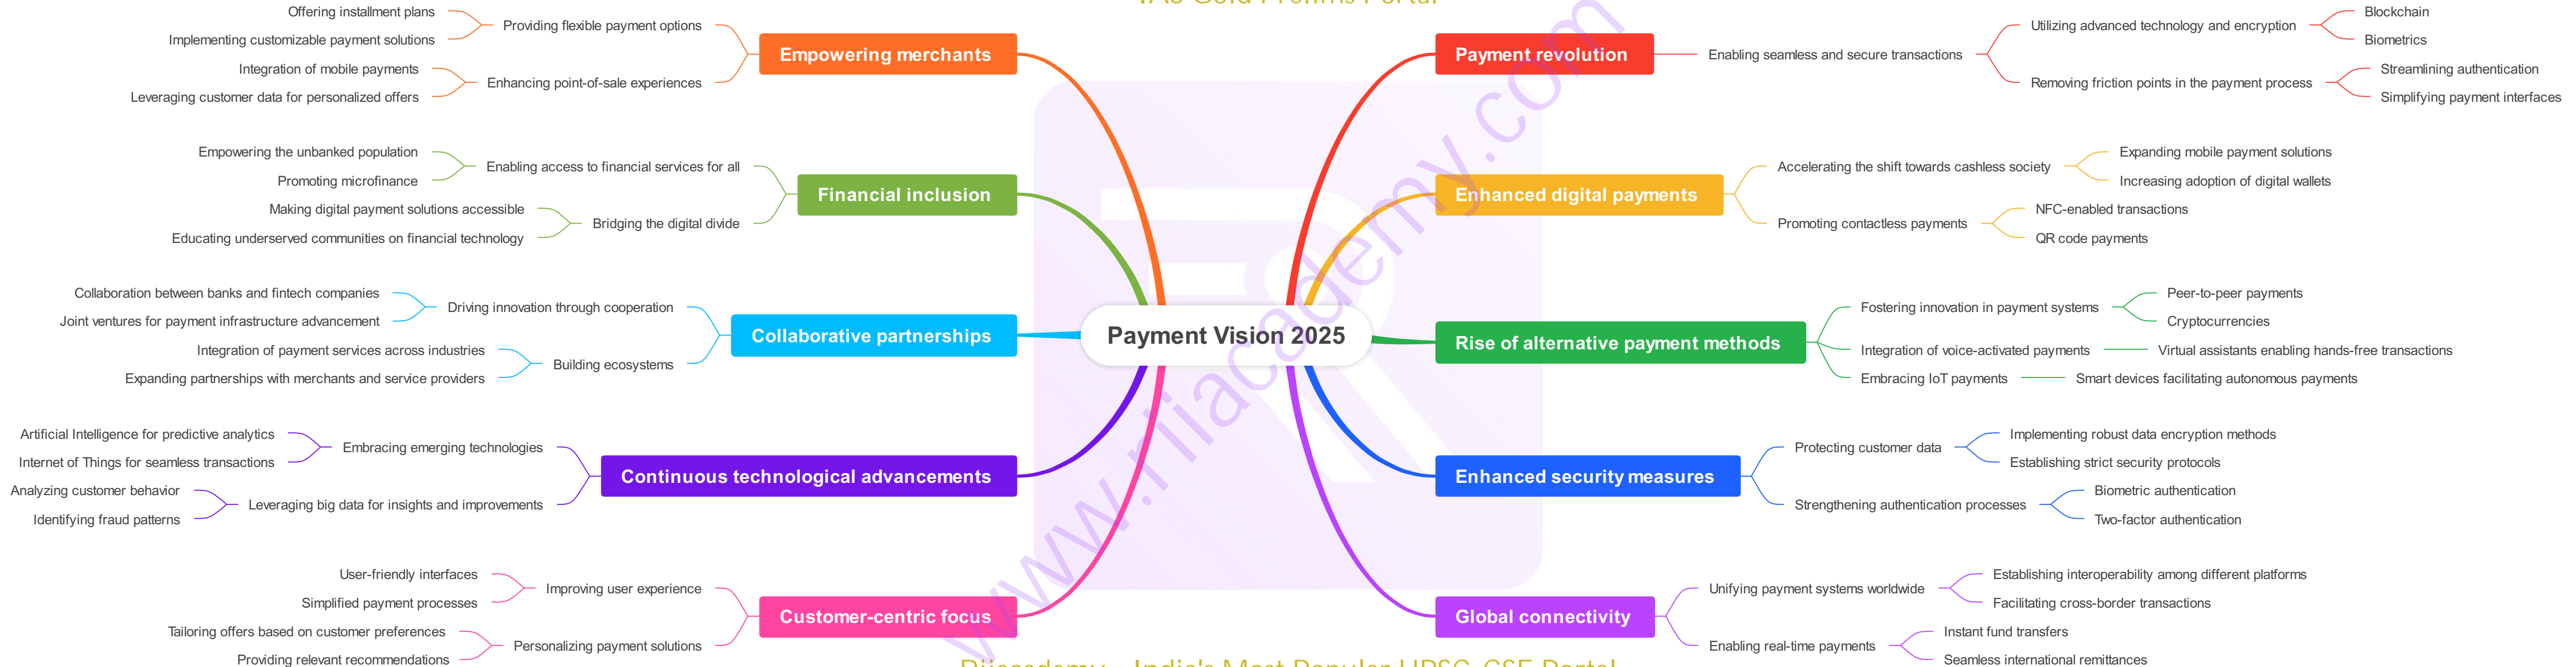 IAS Gold Prelims Portal
Payment Vision 2025
Payment revolution
Enabling seamless and secure transactions
Utilizing advanced technology and encryption
Blockchain
Biometrics
Removing friction points in the payment process
Streamlining authentication
Simplifying payment interfaces
Enhanced digital payments
Accelerating the shift towards cashless society
Expanding mobile payment solutions
Increasing adoption of digital wallets
Promoting contactless payments
NFC-enabled transactions
QR code payments
Rise of alternative payment methods
Fostering innovation in payment systems
Peer-to-peer payments
Cryptocurrencies
Integration of voice-activated payments
Virtual assistants enabling hands-free transactions
Embracing IoT payments
Smart devices facilitating autonomous payments
Enhanced security measures
Protecting customer data
Implementing robust data encryption methods
Establishing strict security protocols
Strengthening authentication processes
Biometric authentication
Two-factor authentication
Global connectivity
Unifying payment systems worldwide
Establishing interoperability among different platforms
Facilitating cross-border transactions
Enabling real-time payments
Instant fund transfers
Seamless international remittances
Empowering merchants
Providing flexible payment options
Offering installment plans
Implementing customizable payment solutions
Enhancing point-of-sale experiences
Integration of mobile payments
Leveraging customer data for personalized offers
Financial inclusion
Enabling access to financial services for all
Empowering the unbanked population
Promoting microfinance
Bridging the digital divide
Making digital payment solutions accessible
Educating underserved communities on financial technology
Collaborative partnerships
Driving innovation through cooperation
Collaboration between banks and fintech companies
Joint ventures for payment infrastructure advancement
Building ecosystems
Integration of payment services across industries
Expanding partnerships with merchants and service providers
Continuous technological advancements
Embracing emerging technologies
Artificial Intelligence for predictive analytics
Internet of Things for seamless transactions
Leveraging big data for insights and improvements
Analyzing customer behavior
Identifying fraud patterns
Customer-centric focus
Improving user experience
User-friendly interfaces
Simplified payment processes
Personalizing payment solutions
Tailoring offers based on customer preferences
Providing relevant recommendations
www.rijiacademy.com
India's Most Popular UPSC CSE Portal